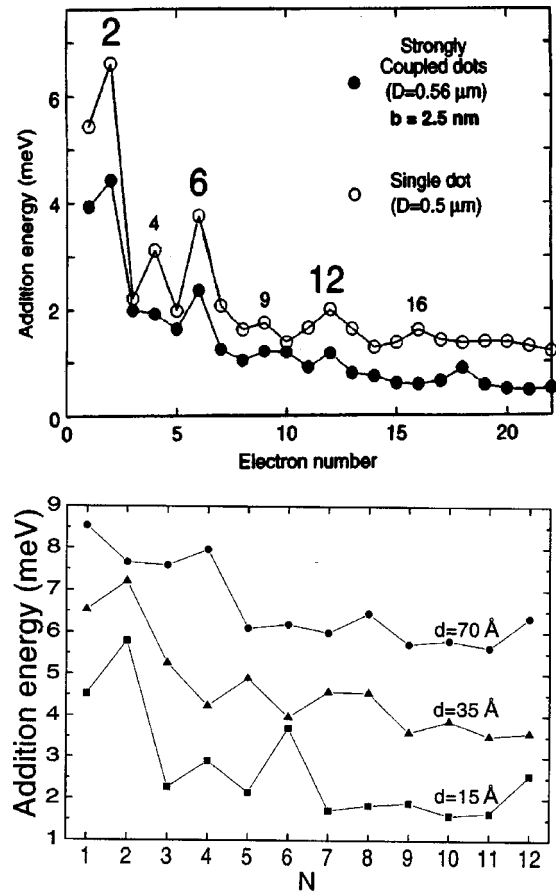 2
4
6
9
12
16
Strongly
Coupled dots
(D=0.56 μm)
b = 2.5 nm
Single dot
(D=0.5 μm)
Addition energy (meV)
6
4
2
0
0 5 10 15 20
Electron number
Addition energy (meV)
9
8
7
6
5
4
3
2
1
d=70 Å
d=35 Å
d=15 Å
1 2 3 4 5 6 7 8 9 10 11 12
N